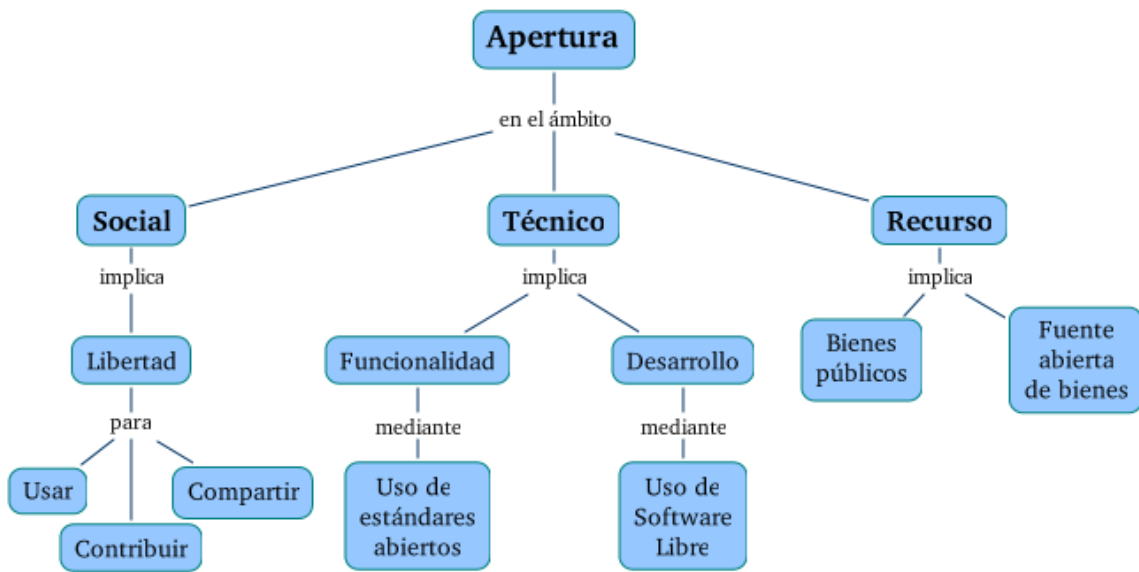 Apertura
en el ámbito
Social
Técnico
Recurso
implica
implica
implica
Libertad
Funcionalidad
Desarrollo
Bienes
públicos
Fuente
abierta
de bienes
para
mediante
mediante
Usar
Contribuir
Compartir
Uso de
estándares
abiertos
Uso de
Software
Libre